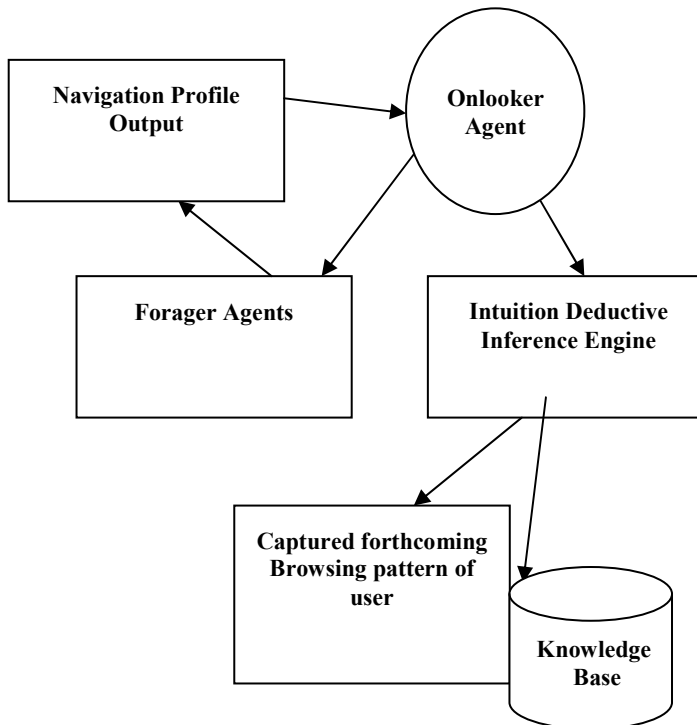 Navigation Profile
Output
Onlooker
Agent
Forager Agents
Intuition Deductive
Inference Engine
Captured forthcoming
Browsing pattern of
user
Knowledge
Base